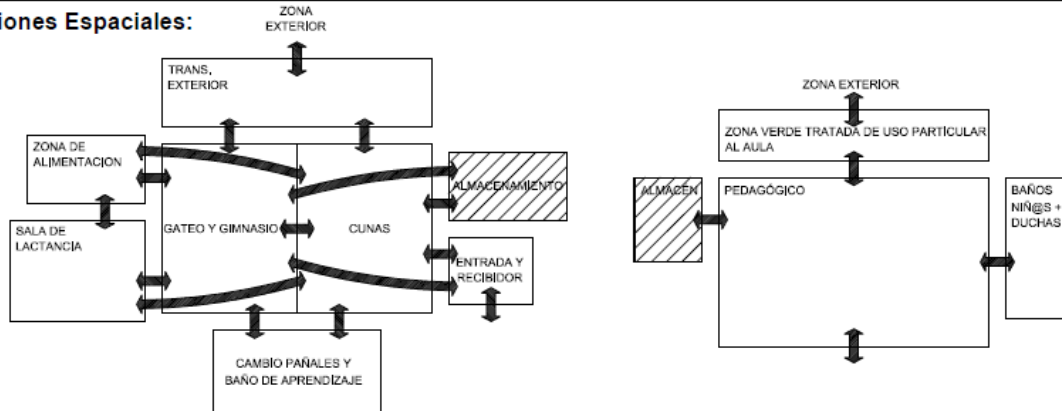 iones Espaciales:
ZONA
EXTERIOR
TRANS.
EXTERIOR
ZONA DE
ALIMENTACION
SALA DE
LACTANCIA
GATEO Y GIMNASIO
CUNAS
ALMACENAMIENTO
ENTRADA Y
RECIBIDOR
CAMBIO PAÑALES Y
BAÑO DE APRENDIZAJE
ZONA EXTERIOR
ZONA VERDE TRATADA DE USO PARTICULAR
AL AULA
ALMACÉN
PEDAGÓGICO
BAÑOS
NIÑ@S +
DUCHAS